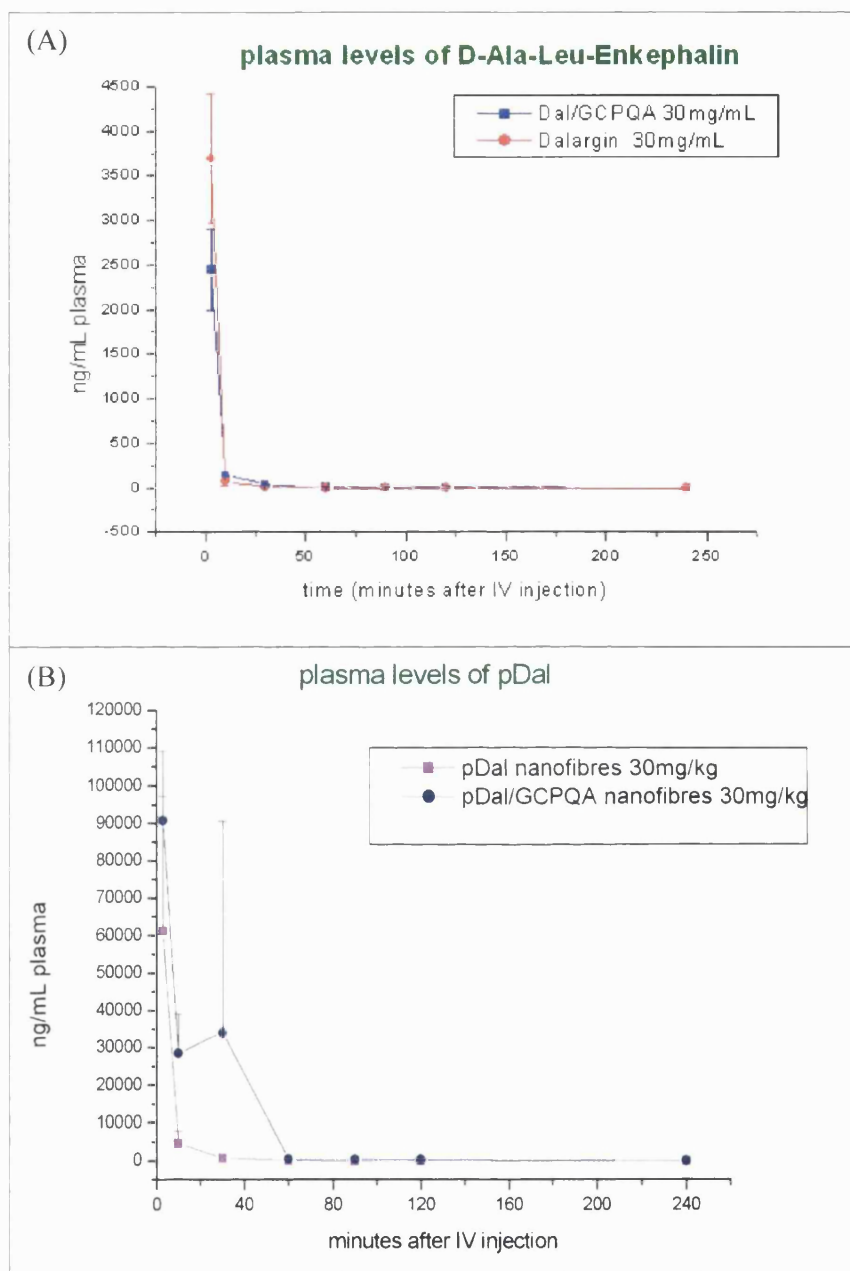 (A)
plasma levels of D-Ala-Leu-Enkephalin
Dal/GCPQA 30mg/mL
Dalargin 30mg/mL
4500
4000
3500
3000
2500
2000
1500
1000
500
0
-500
ng/mL plasma
0 50 100 150 200 250
time (minutes after IV injection)
(B)
plasma levels of pDal
pDal nanofibres 30mg/kg
pDal/GCPQA nanofibres 30mg/kg
120000
110000
100000
90000
80000
70000
60000
50000
40000
30000
20000
10000
0
ng/mL plasma
0 40 80 120 160 200 240
minutes after IV injection